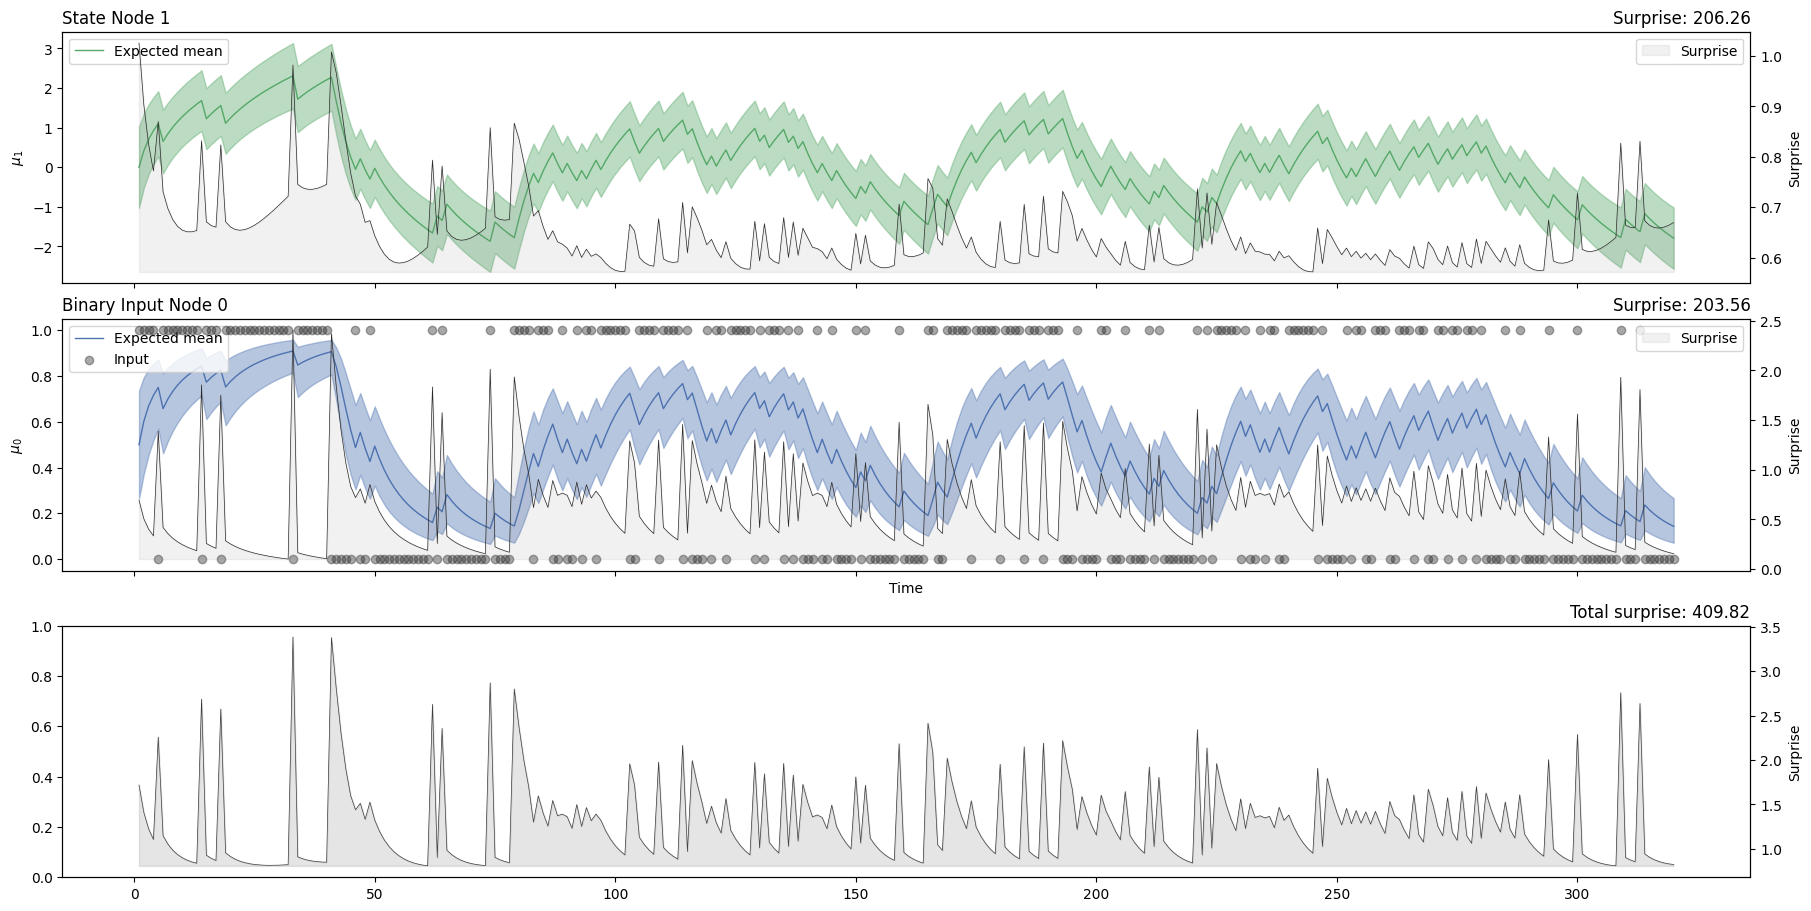 State Node 1
Surprise: 206.26
Expected mean
Surprise
3
2
1
0
−1
−2
μ1
1.0
0.9
0.8
0.7
0.6
Surprise
Binary Input Node 0
Surprise: 203.56
Expected mean
Input
Surprise
1.0
0.8
0.6
0.4
0.2
0.0
μ0
2.5
2.0
1.5
1.0
0.5
0.0
Surprise
Time
Total surprise: 409.82
1.0
0.8
0.6
0.4
0.2
0.0
3.5
3.0
2.5
2.0
1.5
1.0
Surprise
0 50 100 150 200 250 300